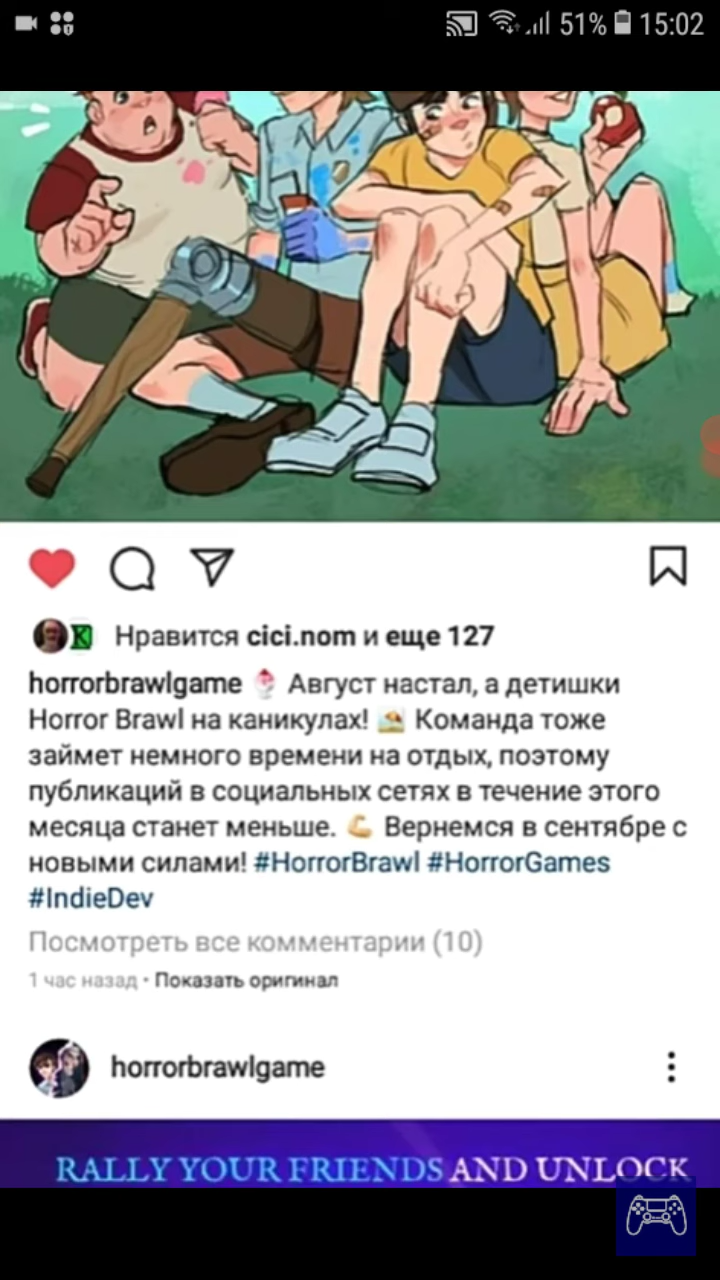 51% 15:02
K
Нравится cici.nom и еще 127
horrorbrawlgame 🍧 Август настал, а детишки
Horror Brawl на каникулах! 🏖 Команда тоже
займет немного времени на отдых, поэтому
публикаций в социальных сетях в течение этого
месяца станет меньше. 💪 Вернемся в сентябре с
новыми силами! #HorrorBrawl #HorrorGames
#IndieDev
Посмотреть все комментарии (10)
1 час назад • Показать оригинал
horrorbrawlgame
RALLY YOUR FRIENDS AND UNLOCK